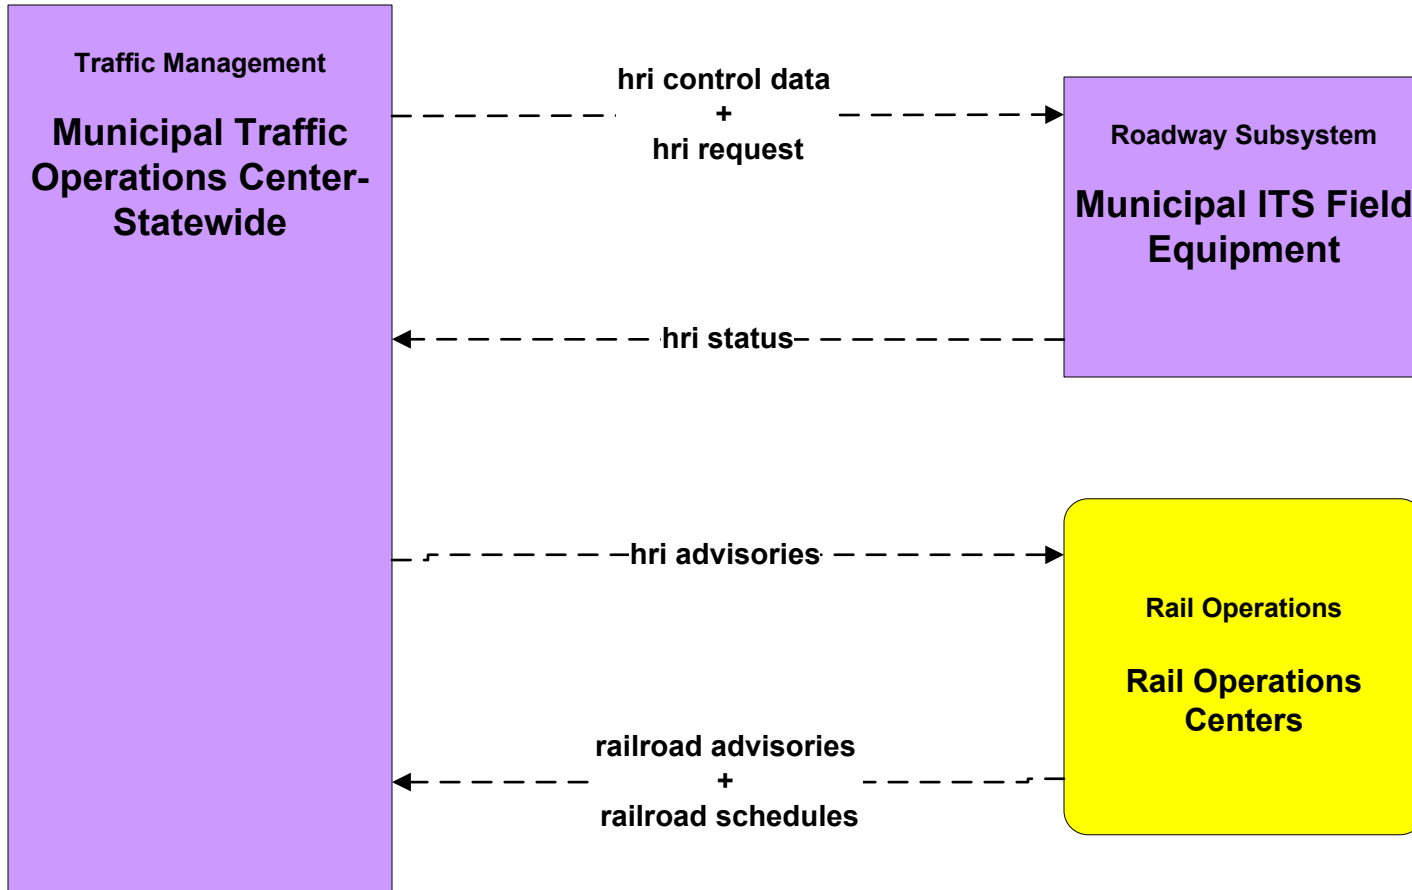 Traffic Management
Municipal Traffic
Operations Center-
Statewide
hri control data
+
hri request
Roadway Subsystem
Municipal ITS Field
Equipment
hri status
hri advisories
Rail Operations
Rail Operations
Centers
railroad advisories
+
railroad schedules